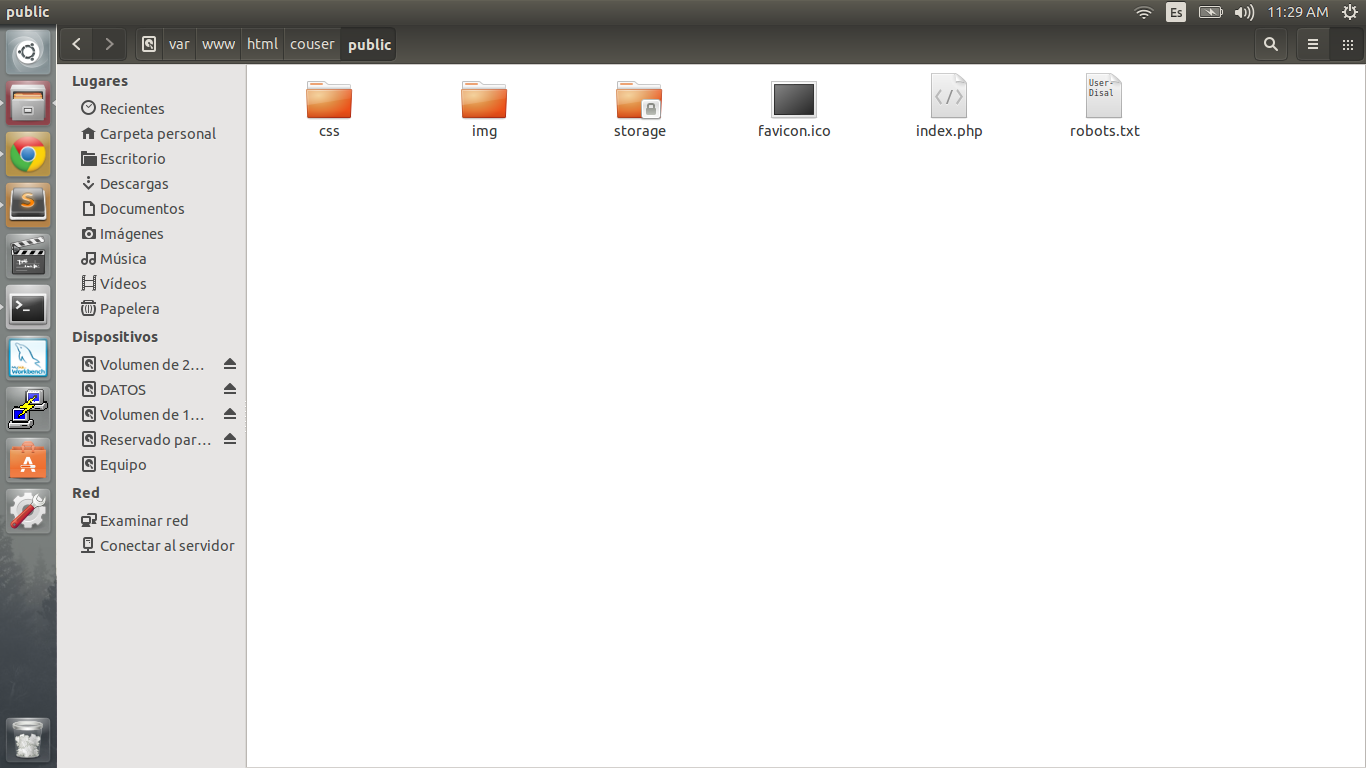 public
Es
11:29 AM
var www html couser public
Lugares
Recientes
Carpeta personal
Escritorio
Descargas
Documentos
Imágenes
Música
Vídeos
Papelera
Dispositivos
Volumen de 2...
DATOS
Volumen de 1...
Reservado par...
Equipo
Red
Examinar red
Conectar al servidor
css
img
storage
favicon.ico
</>
index.php
User-
Disal
robots.txt
S
>_
Workbench
A